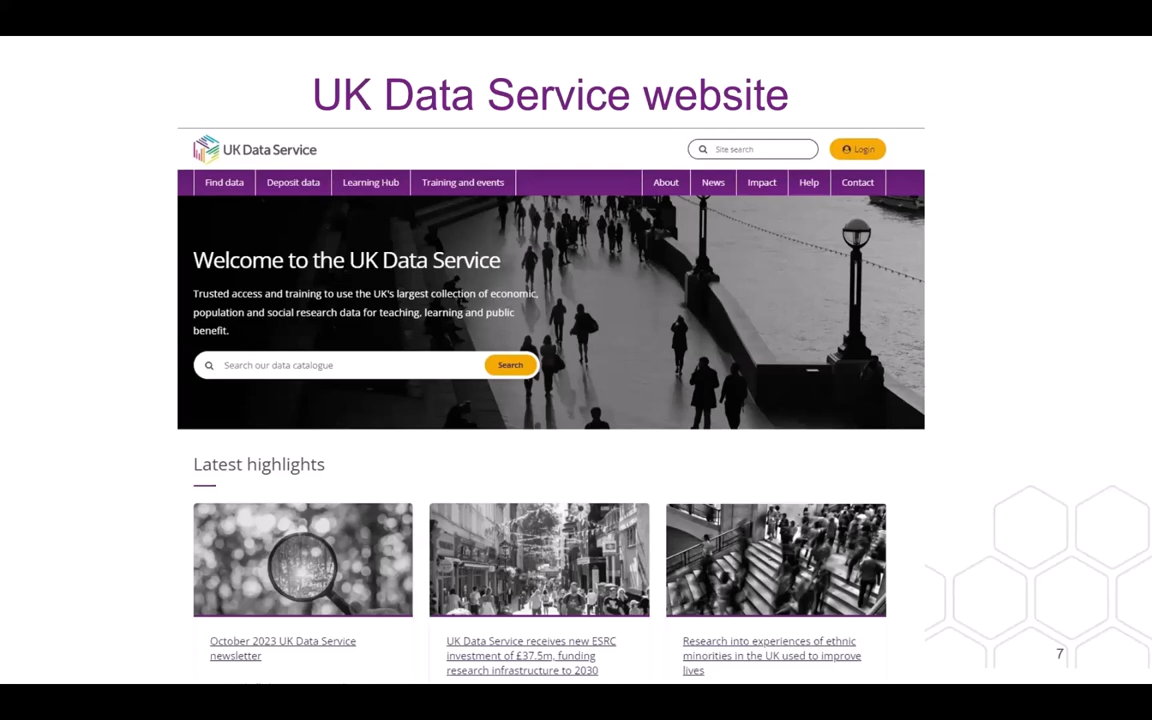 UK Data Service website
UK Data Service
Site search
Login
Find data
Deposit data
Learning Hub
Training and events
About
News
Impact
Help
Contact
Welcome to the UK Data Service
Trusted access and training to use the UK's largest collection of economic,
population and social research data for teaching, learning and public
benefit.
Search our data catalogue
Search
Latest highlights
October 2023 UK Data Service
newsletter
UK Data Service receives new ESRC
investment of £37.5m, funding
research infrastructure to 2030
Research into experiences of ethnic
minorities in the UK used to improve
lives
7